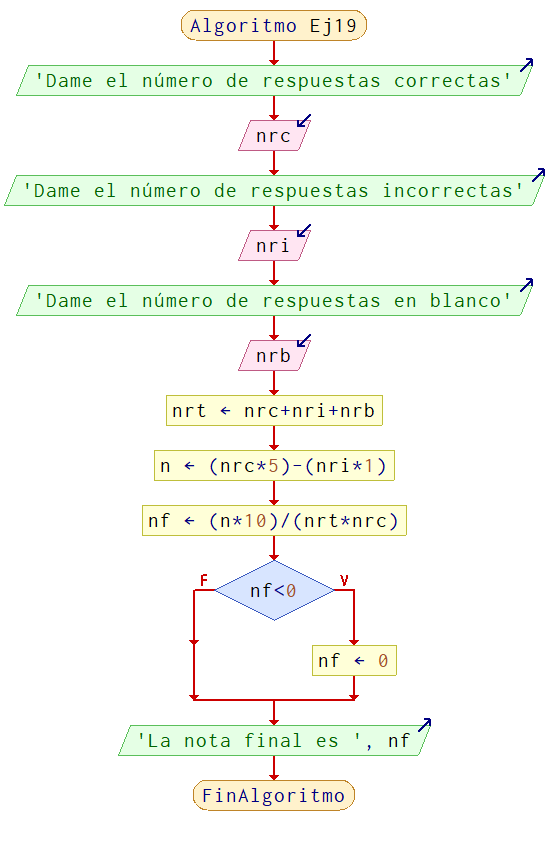 Algoritmo Ej19
'Dame el número de respuestas correctas'
nrc
'Dame el número de respuestas incorrectas'
nri
'Dame el número de respuestas en blanco'
nrb
nrt ← nrc+nri+nrb
n ← (nrc*5)-(nri*1)
nf ← (n*10)/(nrt*nrc)
F
V
nf<0
nf ← 0
'La nota final es ', nf
FinAlgoritmo